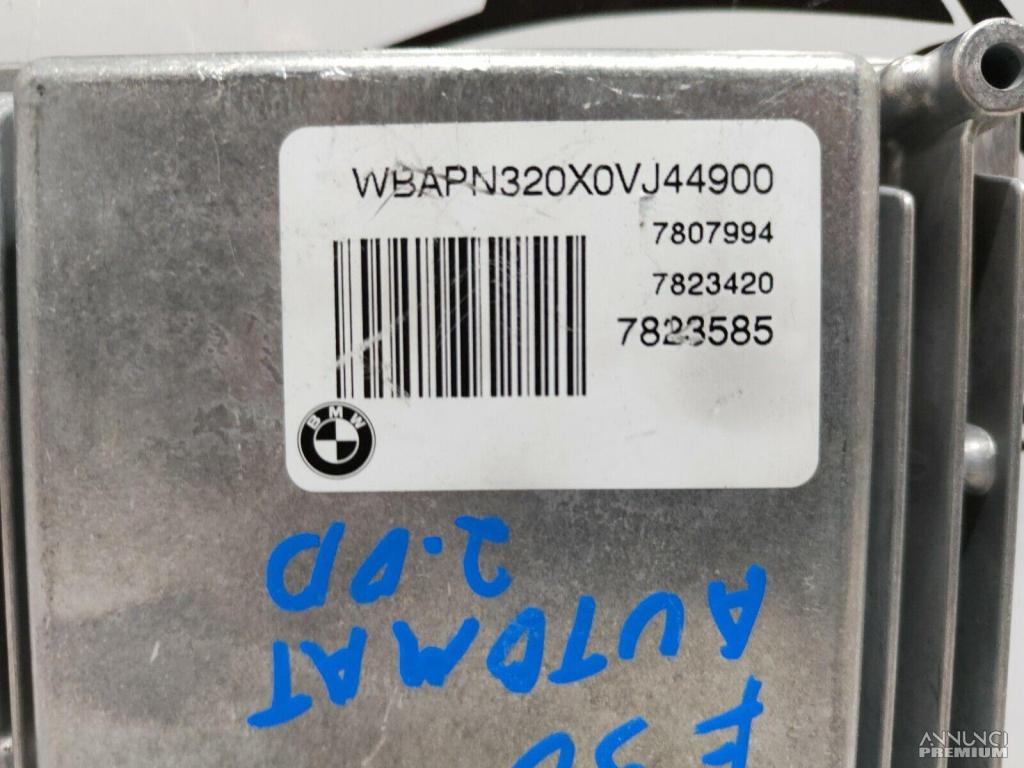 WBAPN320X0VJ44900
7807994
7823420
7823585
BMW
E90
AUTOMAT
2.0D
ANNUNCI
PREMIUM